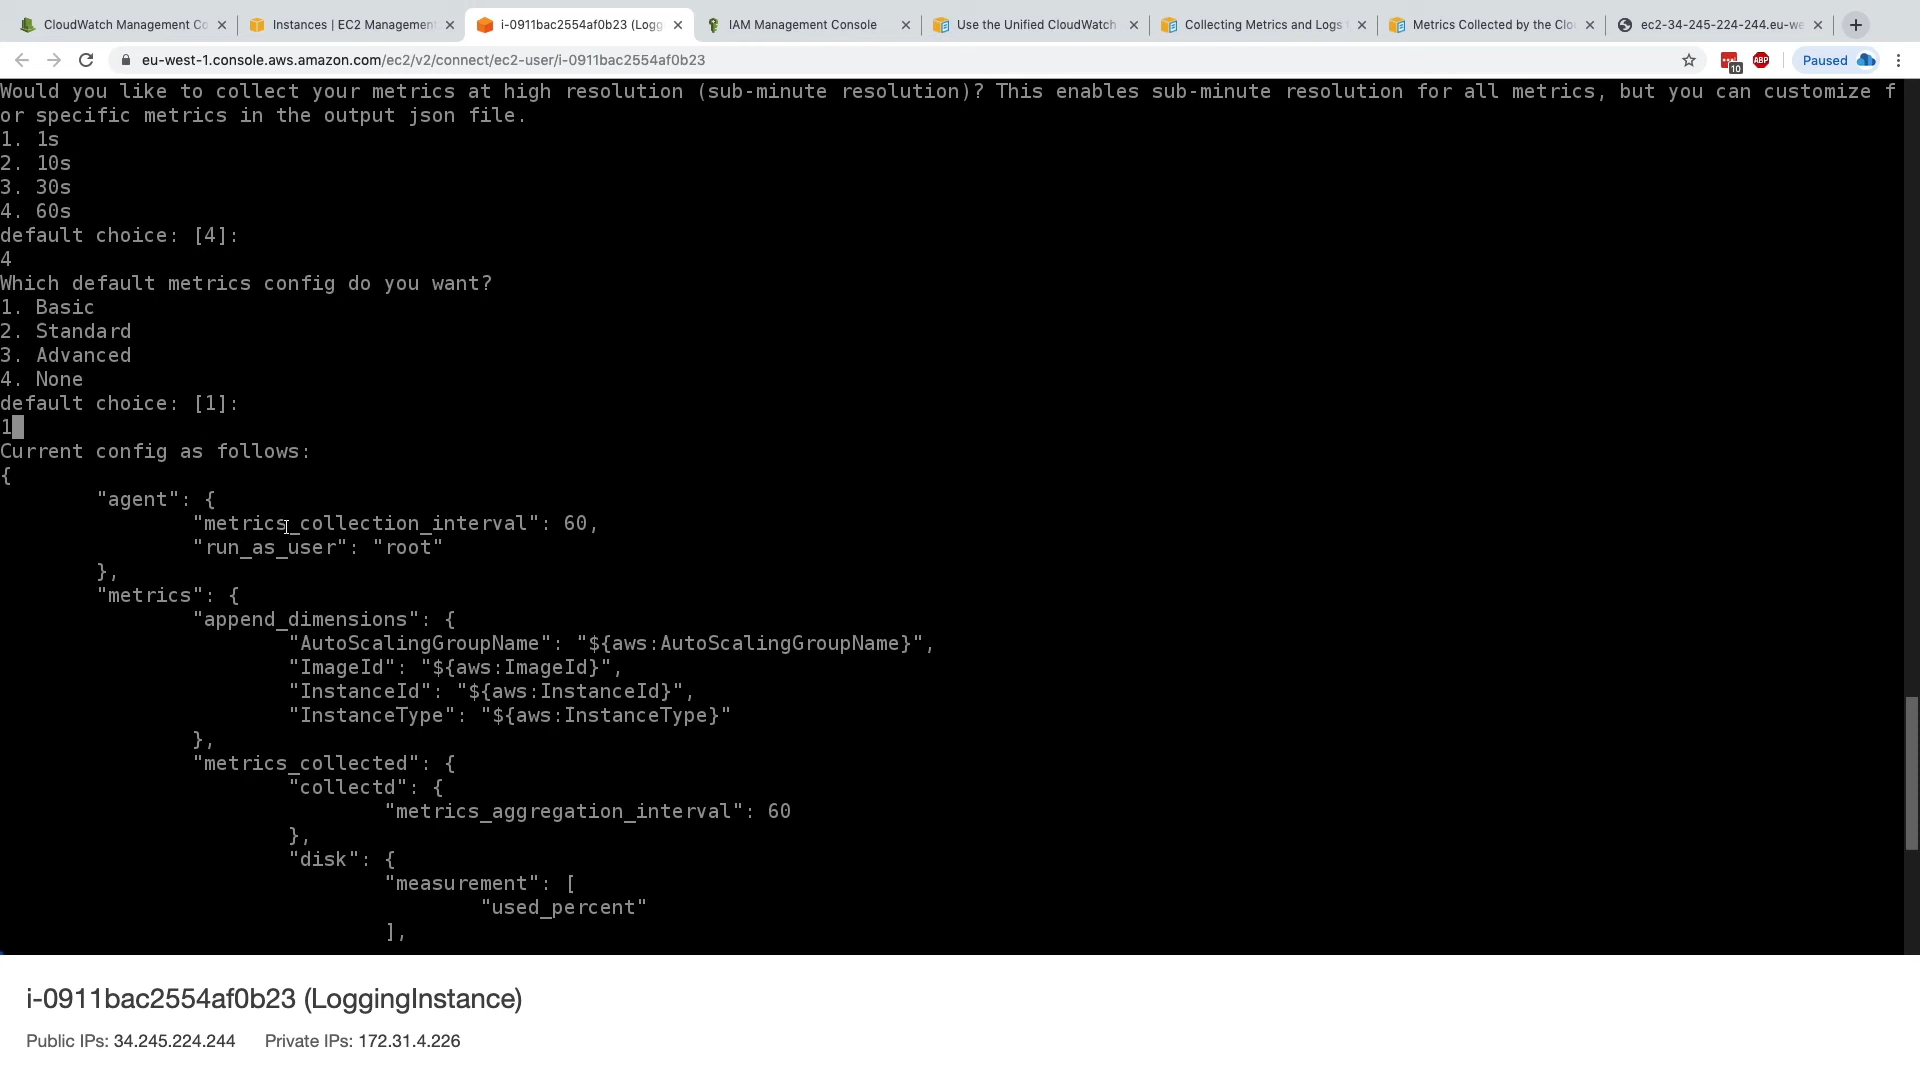 CloudWatch Management Co
Instances | EC2 Management
i-0911bac2554af0b23 (Logg
IAM Management Console
Use the Unified CloudWatch
Collecting Metrics and Logs
Metrics Collected by the Clo
ec2-34-245-224-244.eu-we
eu-west-1.console.aws.amazon.com/ec2/v2/connect/ec2-user/i-0911bac2554af0b23
10
ABP
Paused
Would you like to collect your metrics at high resolution (sub-minute resolution)? This enables sub-minute resolution for all metrics, but you can customize f
or specific metrics in the output json file.
1. 1s
2. 10s
3. 30s
4. 60s
default choice: [4]:
4
Which default metrics config do you want?
1. Basic
2. Standard
3. Advanced
4. None
default choice: [1]:
1
Current config as follows:
{
"agent": {
"metrics_collection_interval": 60,
"run_as_user": "root"
},
"metrics": {
"append_dimensions": {
"AutoScalingGroupName": "${aws:AutoScalingGroupName}",
"ImageId": "${aws:ImageId}",
"InstanceId": "${aws:InstanceId}",
"InstanceType": "${aws:InstanceType}"
},
"metrics_collected": {
"collectd": {
"metrics_aggregation_interval": 60
},
"disk": {
"measurement": [
"used_percent"
],
i-0911bac2554af0b23 (LoggingInstance)
Public IPs: 34.245.224.244 Private IPs: 172.31.4.226